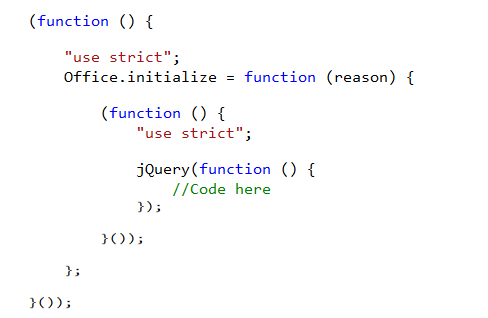 (function () {
    "use strict";
    Office.initialize = function (reason) {
        (function () {
            "use strict";
            jQuery(function () {
                //Code here
            });
        }());
    };
}());